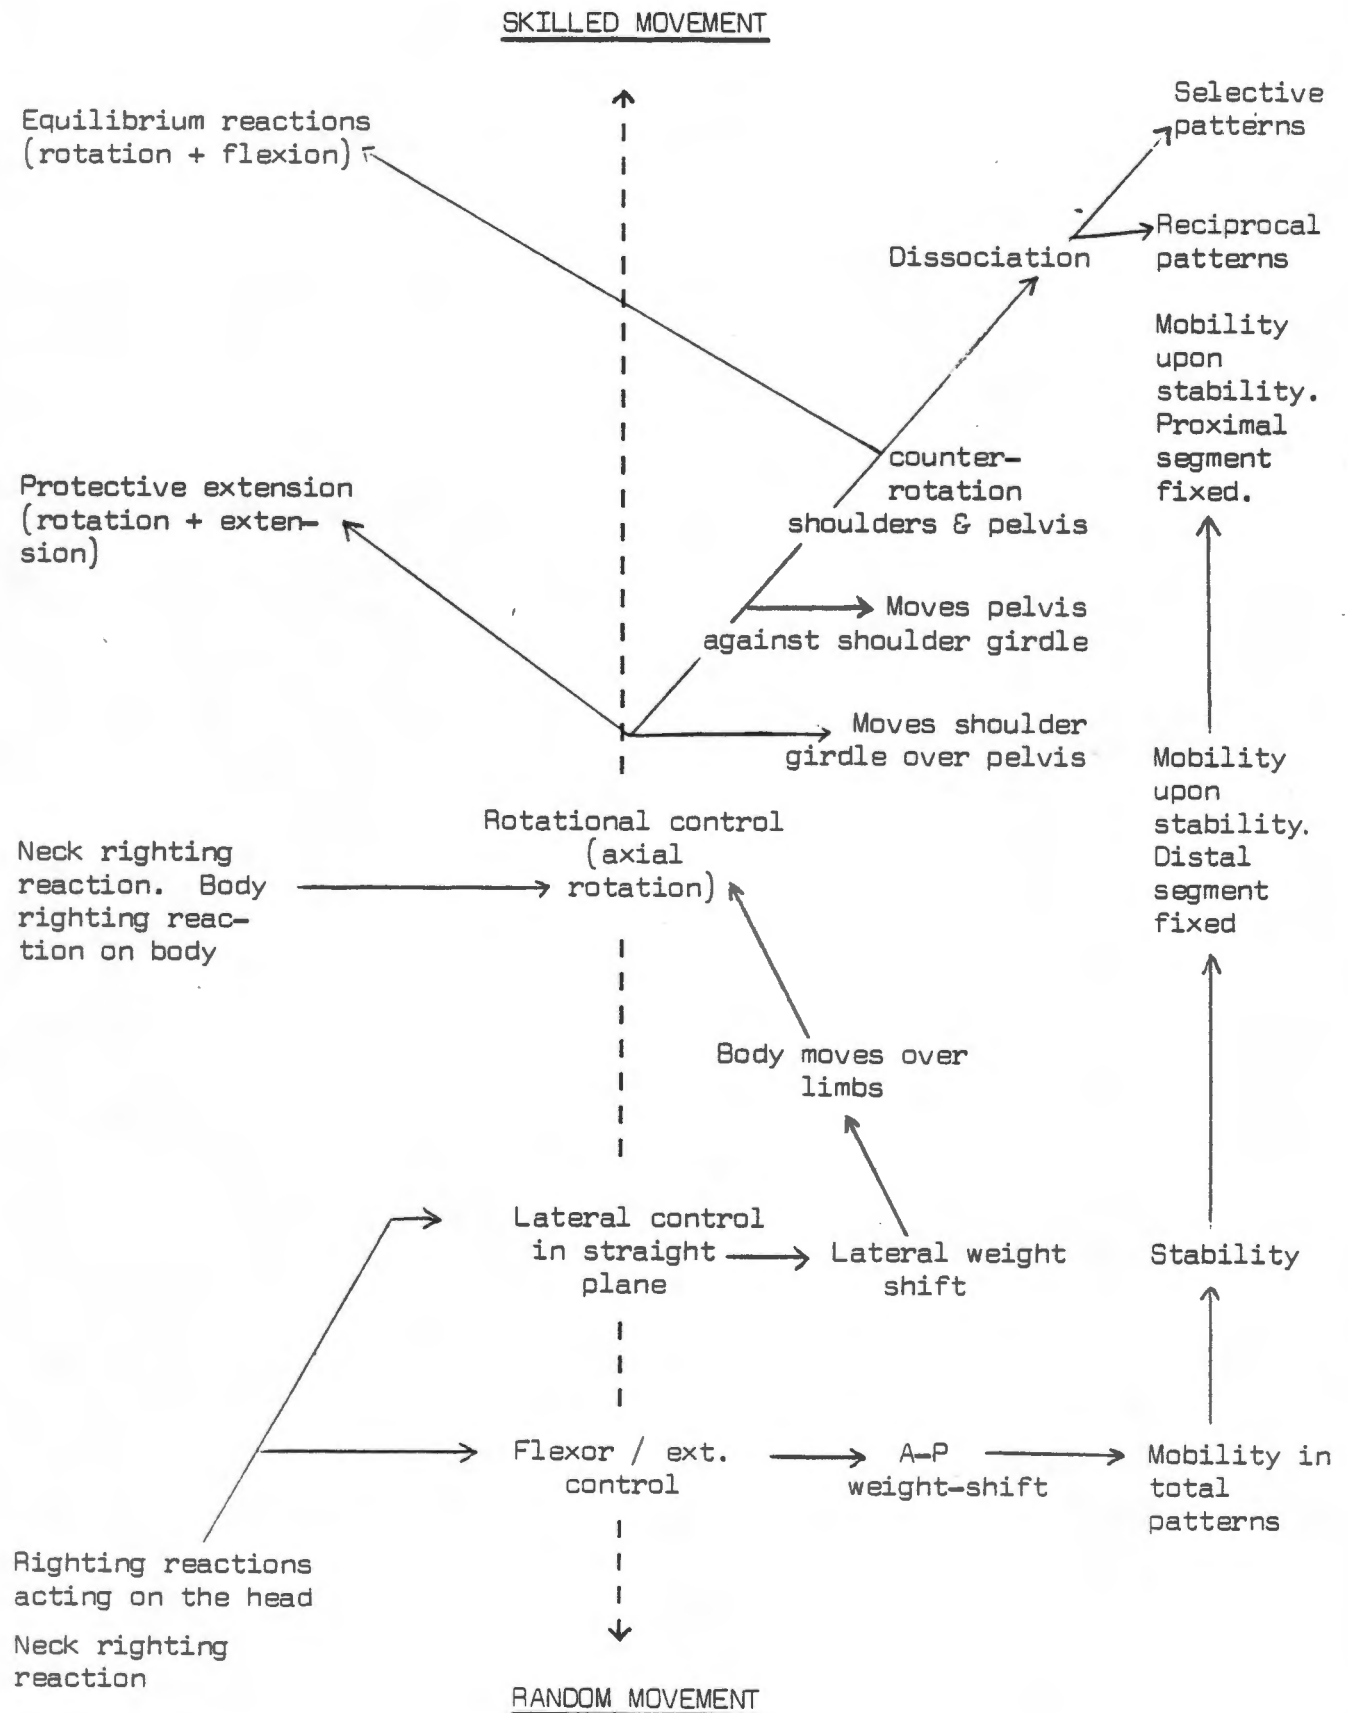 SKILLED MOVEMENT
Equilibrium reactions
(rotation + flexion)
Selective
patterns
Reciprocal
patterns
Dissociation
Mobility
upon
stability.
Proximal
segment
fixed.
counter-
rotation
shoulders & pelvis
Protective extension
(rotation + exten-
sion)
Moves pelvis
against shoulder girdle
Moves shoulder
girdle over pelvis
Mobility
upon
stability.
Distal
segment
fixed
Rotational control
(axial
rotation)
Neck righting
reaction. Body
righting reac-
tion on body
Body moves over
limbs
Lateral control
in straight
plane
Lateral weight
shift
Stability
Flexor / ext.
control
A-P
weight-shift
Mobility in
total
patterns
Righting reactions
acting on the head
Neck righting
reaction
RANDOM MOVEMENT